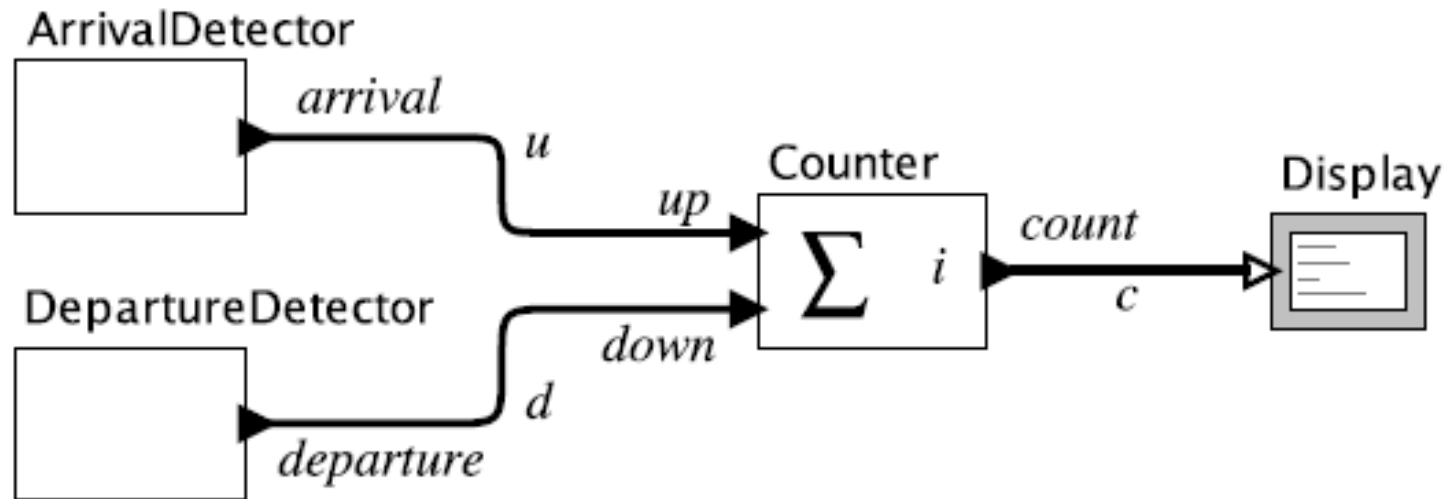 ArrivalDetector
arrival
u
Counter
Display
up
count
∑ i
c
DepartureDetector
down
d
departure